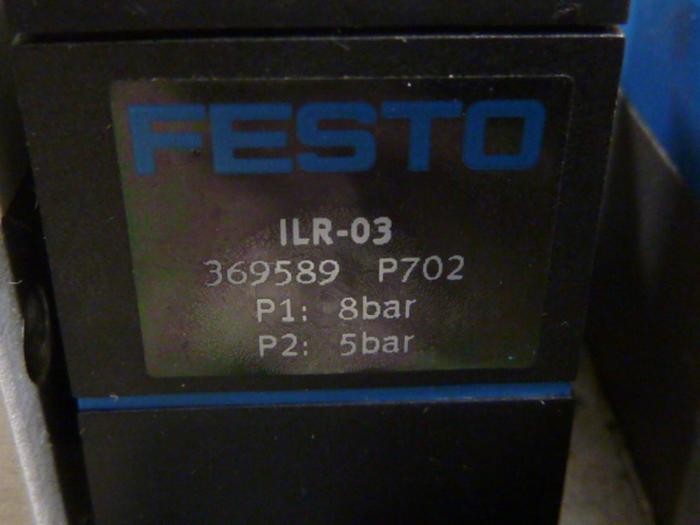 FESTO
ILR-03
369589 P702
P1: 8bar
P2: 5bar